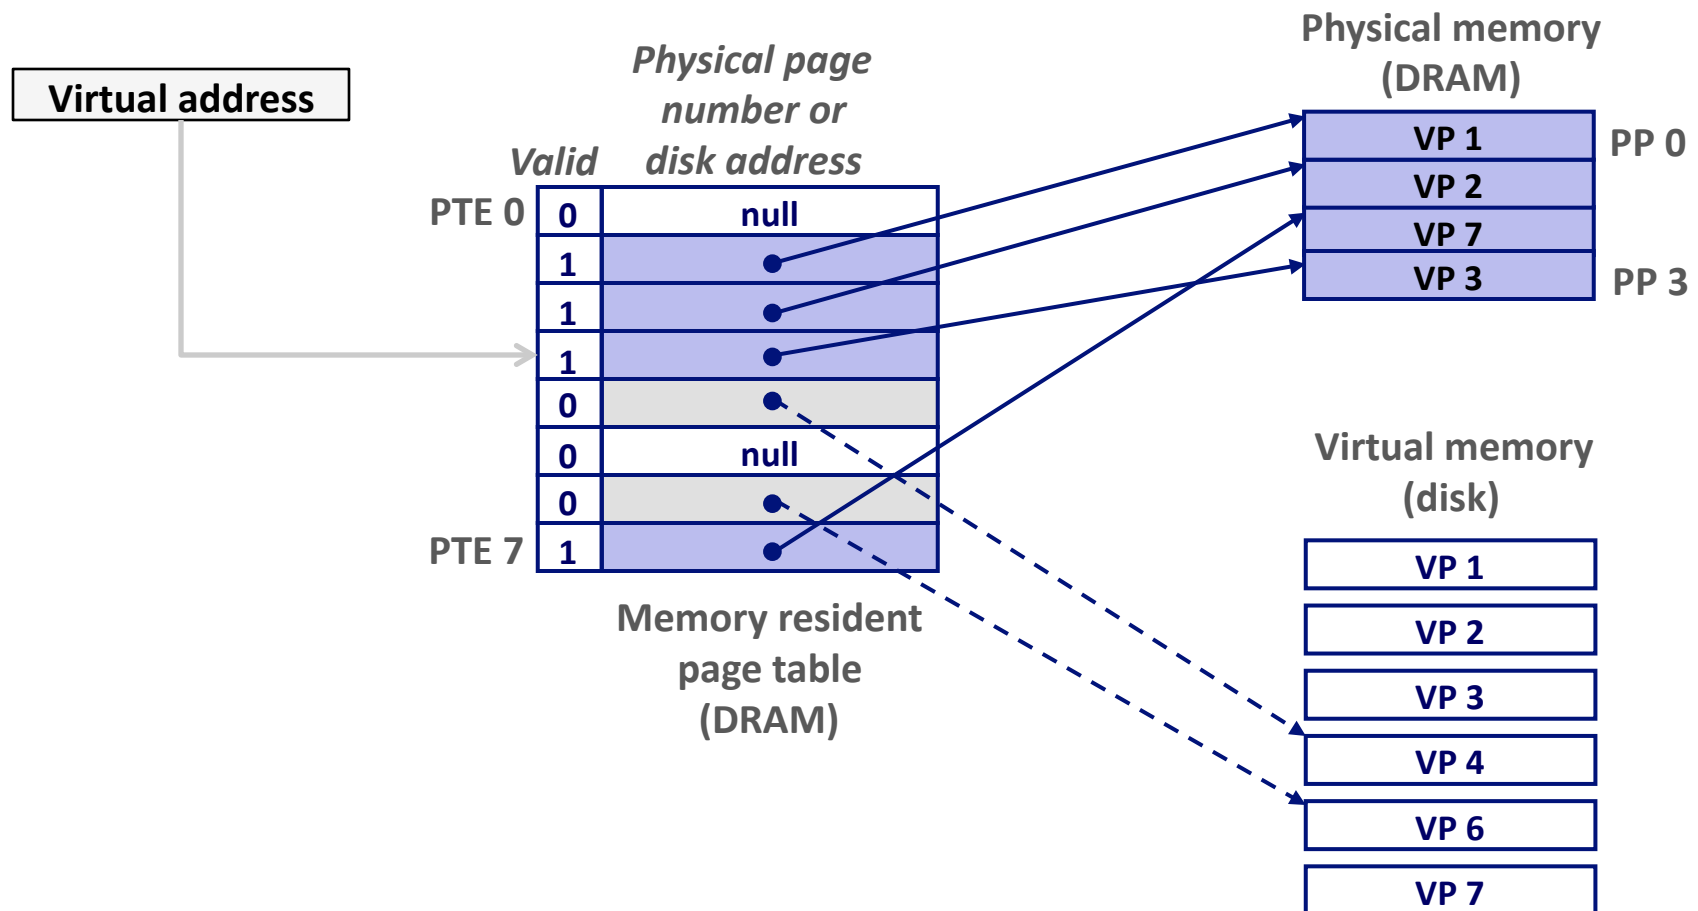 Virtual address
Physical page
number or
disk address
Valid
PTE 0
0
null
1
1
1
0
0
null
0
PTE 7
1
Memory resident
page table
(DRAM)
Physical memory
(DRAM)
VP 1
PP 0
VP 2
VP 7
VP 3
PP 3
Virtual memory
(disk)
VP 1
VP 2
VP 3
VP 4
VP 6
VP 7